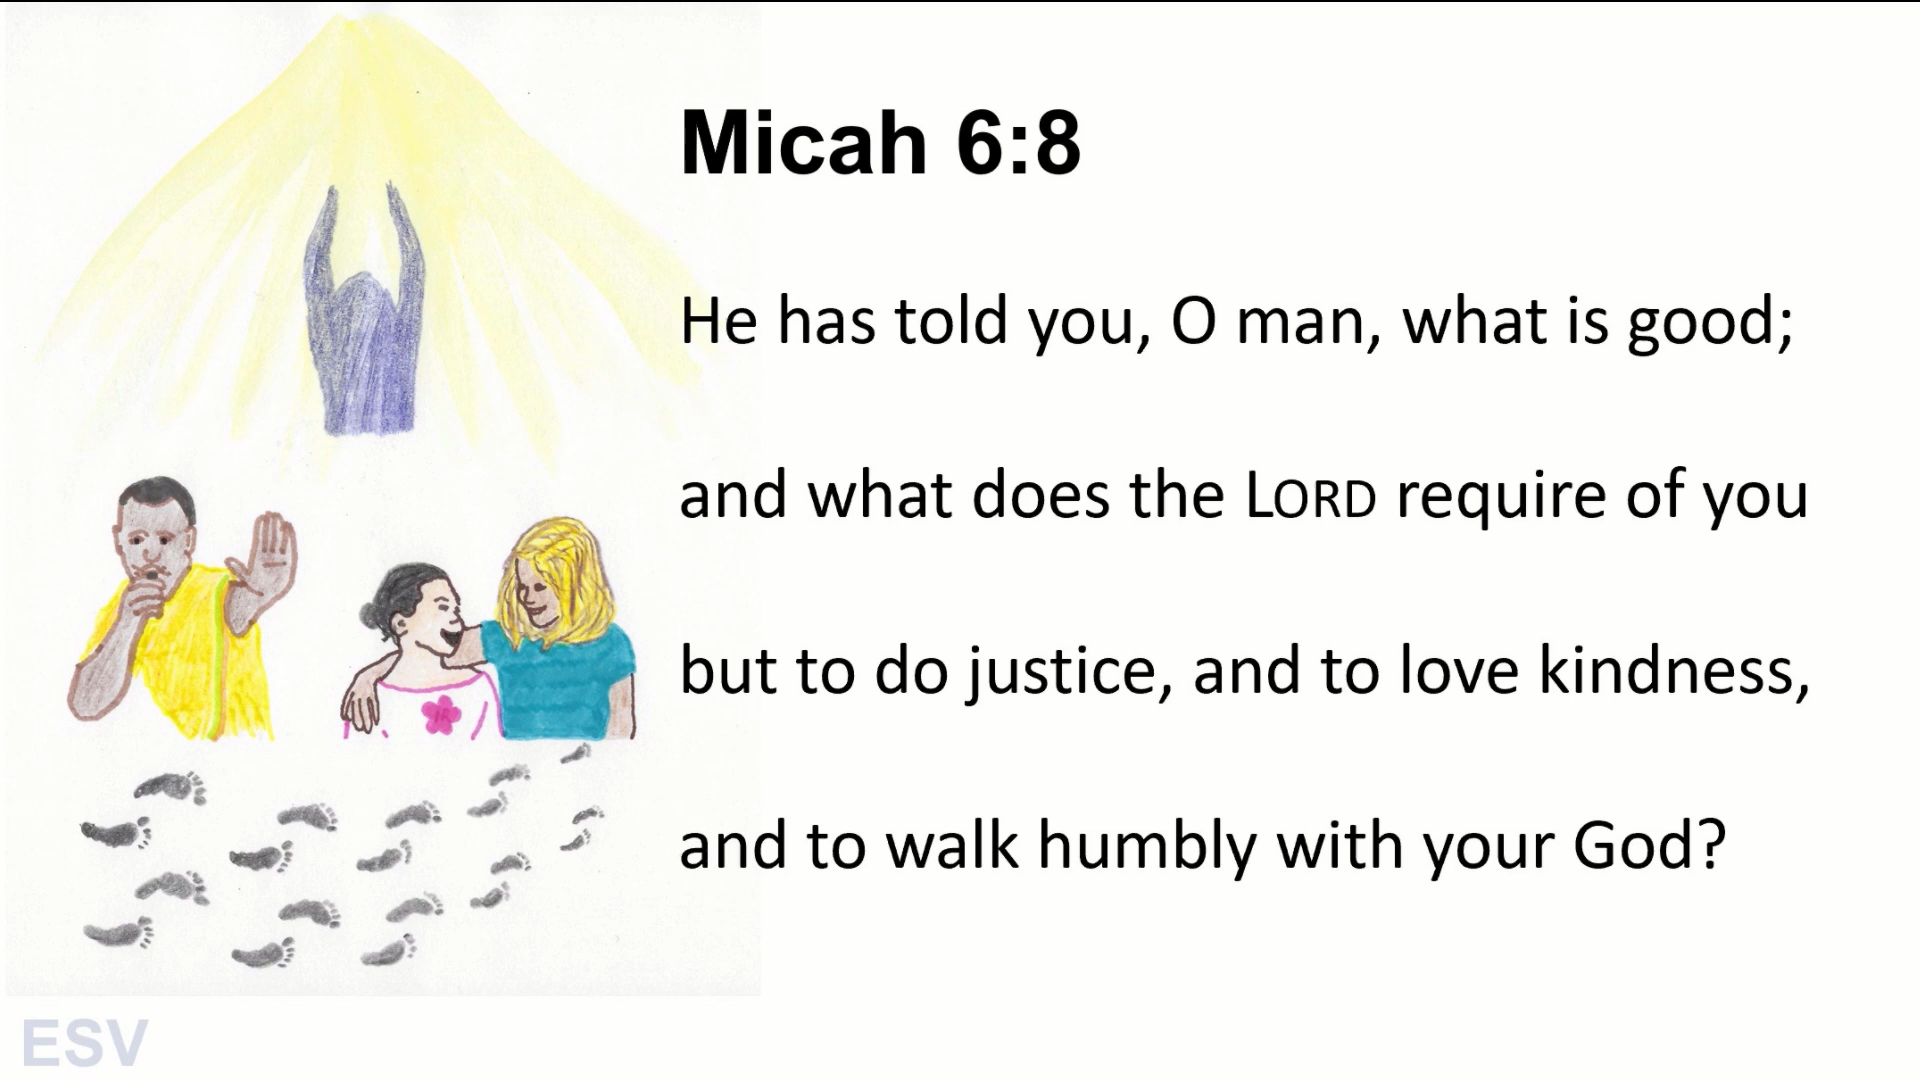 Micah 6:8
He has told you, O man, what is good;
and what does the LORD require of you
but to do justice, and to love kindness,
and to walk humbly with your God?
ESV